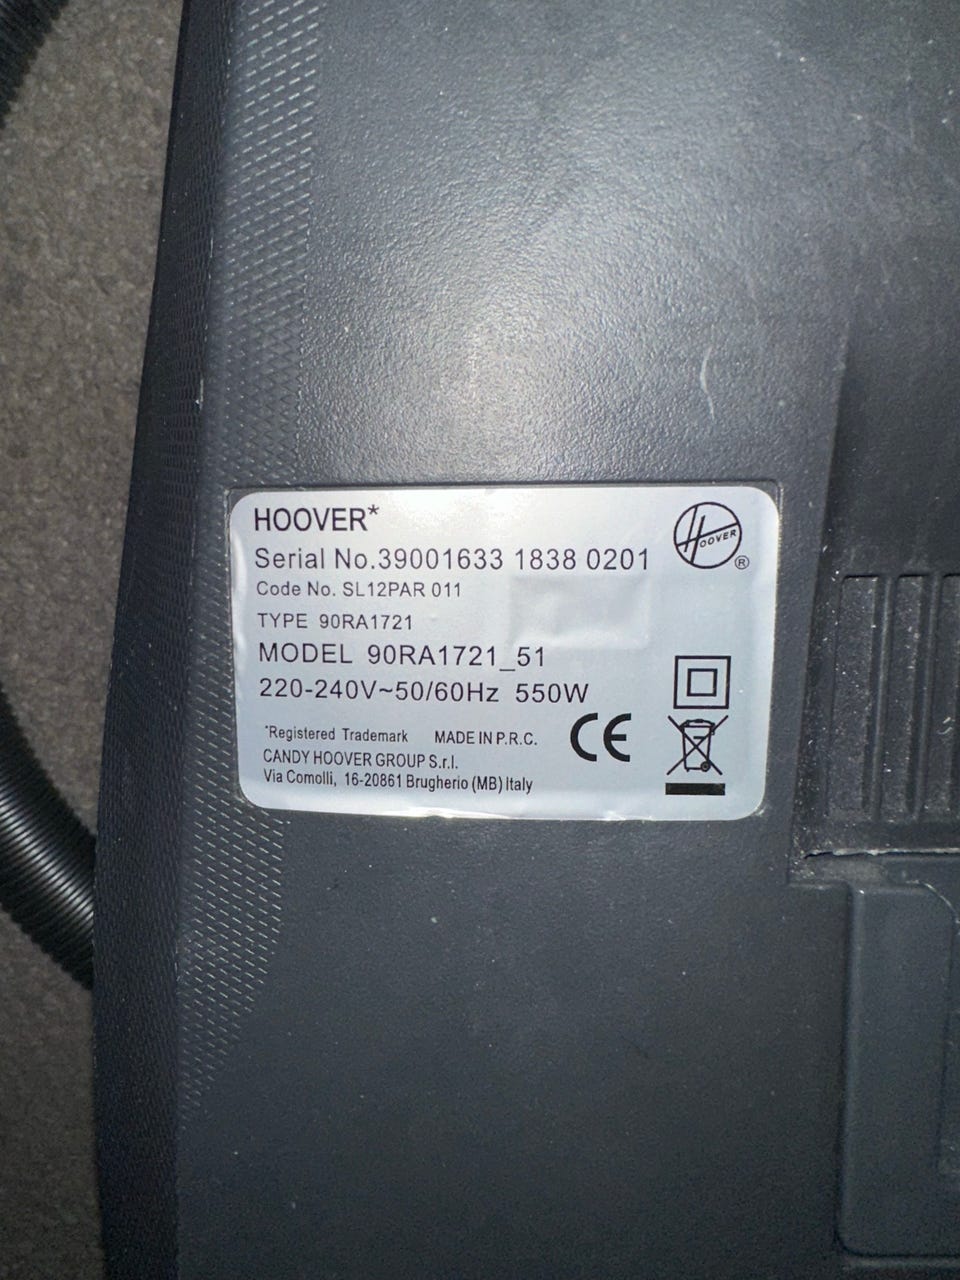 HOOVER*
HOOVER
®
Serial No.39001633 1838 0201
Code No. SL12PAR 011
TYPE 90RA1721
MODEL 90RA1721_51
220-240V~50/60Hz 550W
*Registered Trademark MADE IN P.R.C.
CE
CANDY HOOVER GROUP S.r.l.
Via Comolli, 16-20861 Brugherio (MB) Italy